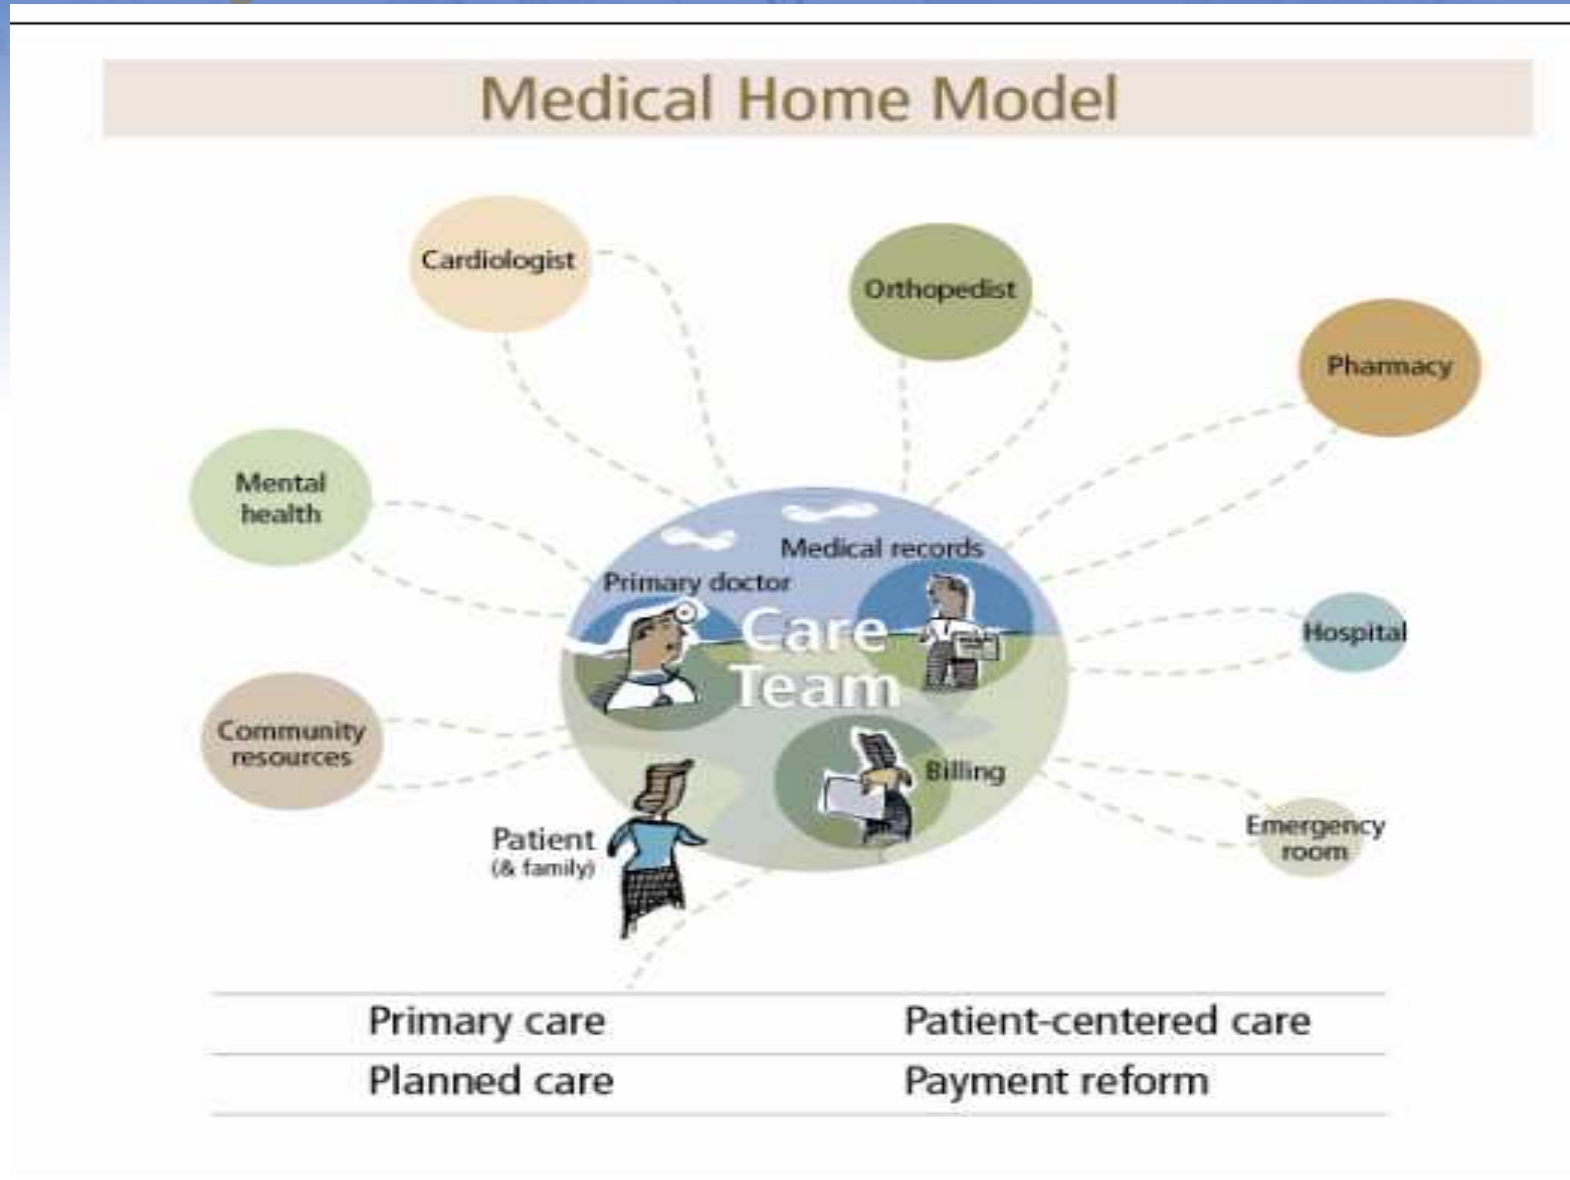 Medical Home Model
Cardiologist
Orthopedist
Pharmacy
Mental
health
Medical records
Primary doctor
Care
Team
Hospital
Community
resources
Billing
Patient
(& family)
Emergency
room
Primary care
Patient-centered care
Planned care
Payment reform